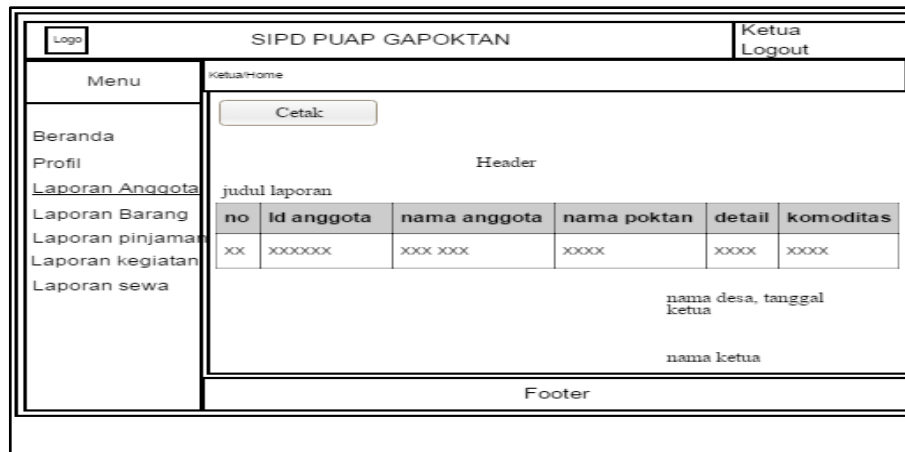 Logo
SIPD PUAP GAPOKTAN
Ketua
Logout
Menu
Ketua/Home
Beranda
Profil
Laporan Anggota
Laporan Barang
Laporan pinjaman
Laporan kegiatan
Laporan sewa
Cetak
Header
judul laporan
no Id anggota nama anggota nama poktan detail komoditas
xx xxxxxx xxx xxx xxxx xxxx xxxx
nama desa, tanggal
ketua
nama ketua
Footer